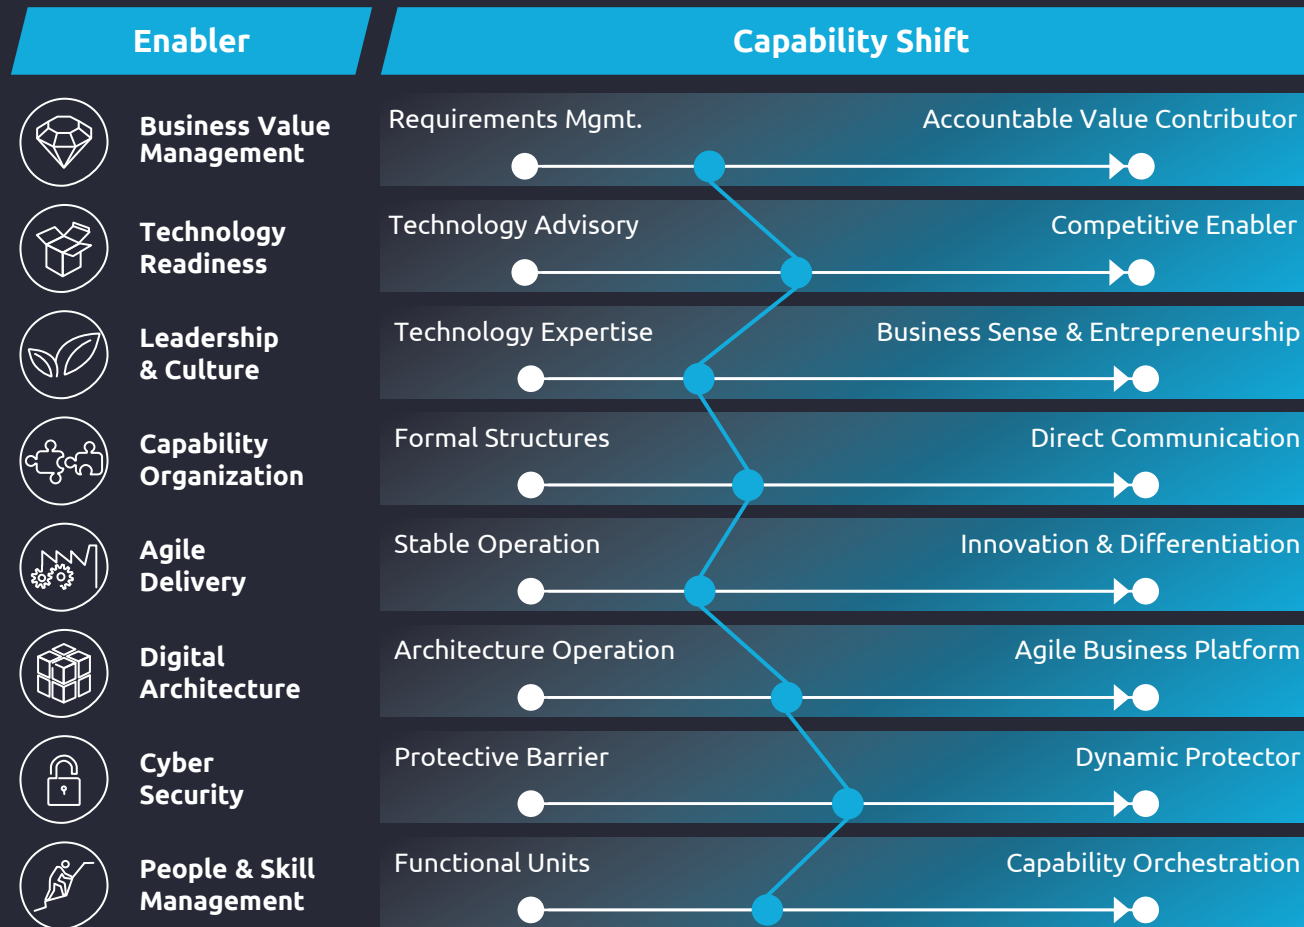 Enabler
Capability Shift
Business Value
Management
Requirements Mgmt.
Accountable Value Contributor
Technology
Readiness
Technology Advisory
Competitive Enabler
Leadership
& Culture
Technology Expertise
Business Sense & Entrepreneurship
Capability
Organization
Formal Structures
Direct Communication
Agile
Delivery
Stable Operation
Innovation & Differentiation
Digital
Architecture
Architecture Operation
Agile Business Platform
Cyber
Security
Protective Barrier
Dynamic Protector
People & Skill
Management
Functional Units
Capability Orchestration